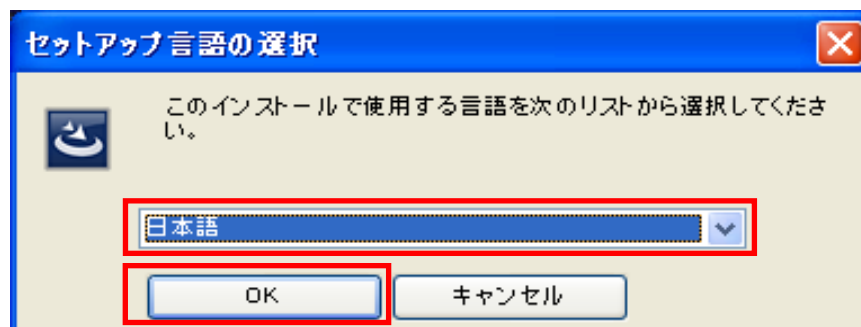 セットアップ言語の選択
このインストールで使用する言語を次のリストから選択してくださ
い。
日本語
OK キャンセル